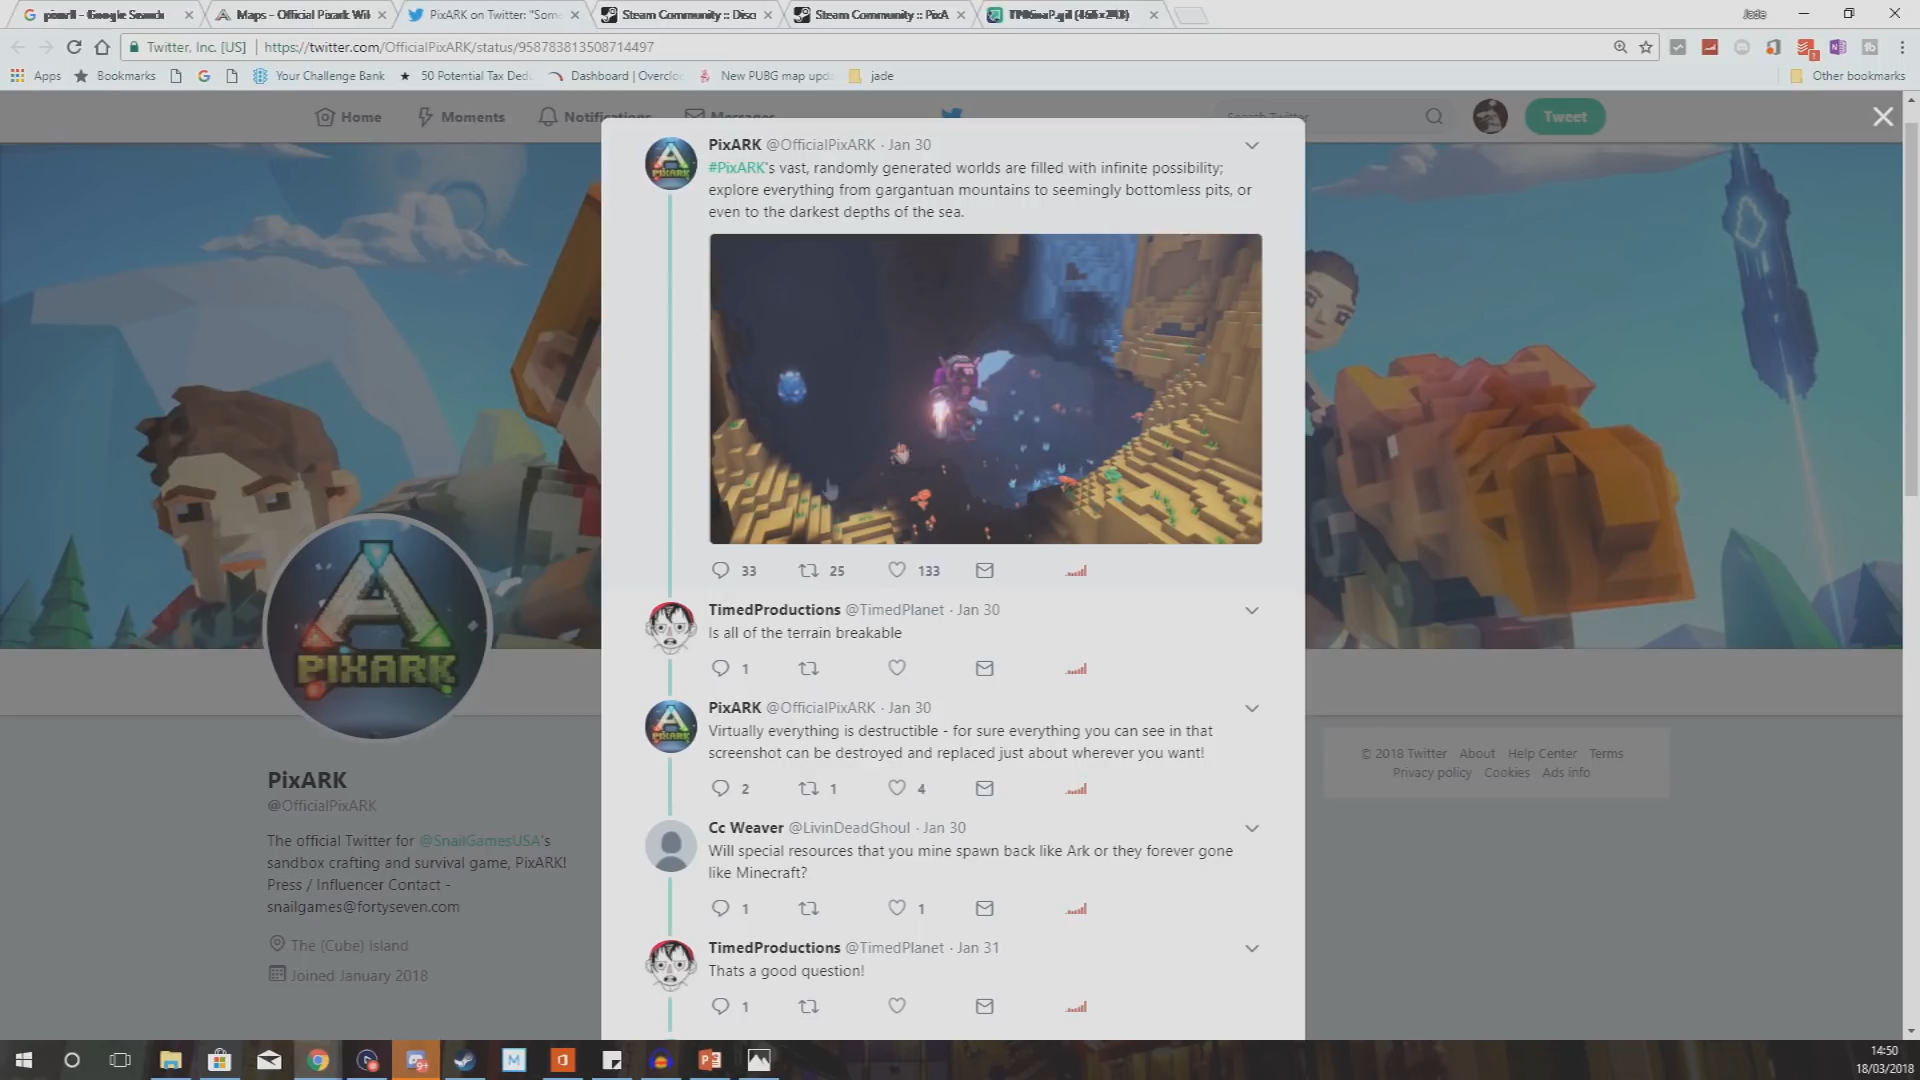 Google Search
Maps - Official Pixark Wiki
PixARK on Twitter: "Som
Steam Community :: Disc
Steam Community :: PixA
Jade
Twitter, Inc. [US] | https://twitter.com/OfficialPixARK/status/958783813508714497
Apps Bookmarks Your Challenge Bank 50 Potential Tax Ded Dashboard | Overcloc New PUBG map upd jade Other bookmarks
Home Moments Notifications Messages Search Twitter Tweet
PixARK @OfficialPixARK · Jan 30
#PixARK's vast, randomly generated worlds are filled with infinite possibility;
explore everything from gargantuan mountains to seemingly bottomless pits, or
even to the darkest depths of the sea.
33 25 133
TimedProductions @TimedPlanet · Jan 30
Is all of the terrain breakable
1
PixARK @OfficialPixARK · Jan 30
Virtually everything is destructible - for sure everything you can see in that
screenshot can be destroyed and replaced just about wherever you want!
2 1 4
Cc Weaver @LivinDeadGhoul · Jan 30
Will special resources that you mine spawn back like Ark or they forever gone
like Minecraft?
1 1
TimedProductions @TimedPlanet · Jan 31
Thats a good question!
1
PIXARK
PixARK
@OfficialPixARK
The official Twitter for @SnailGamesUSA's
sandbox crafting and survival game, PixARK!
Press / Influencer Contact -
snailgames@fortyseven.com
The (Cube) Island
Joined January 2018
© 2018 Twitter About Help Center Terms
Privacy policy Cookies Ads info
14:50
18/03/2018